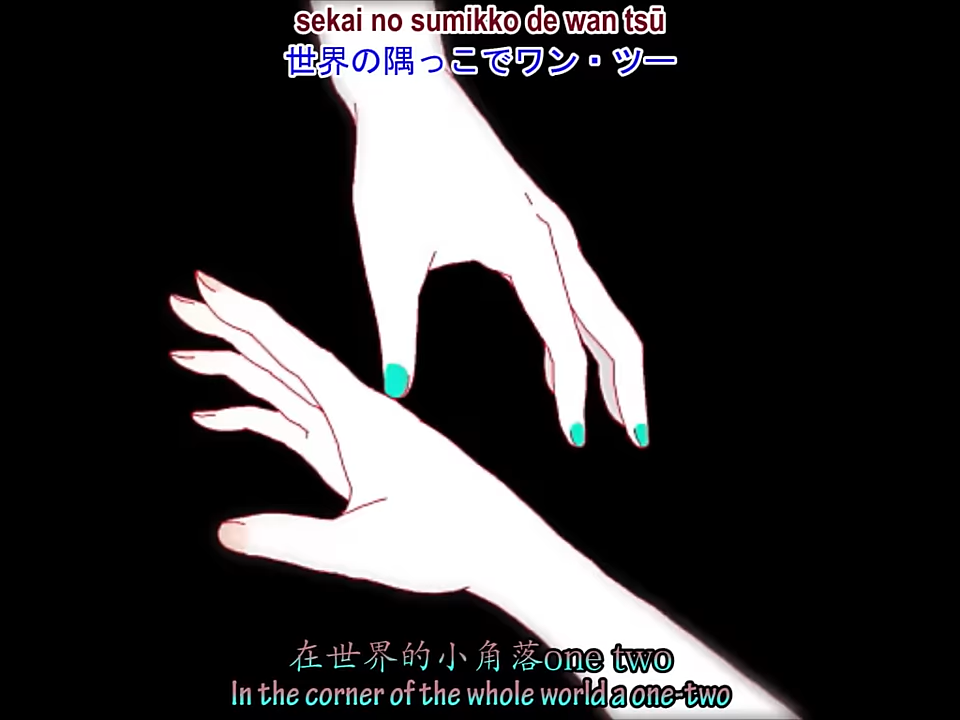 sekai no sumikko de wan tsū
世界の隅っこでワン・ツー
在世界的小角落one two
In the corner of the whole world a one-two